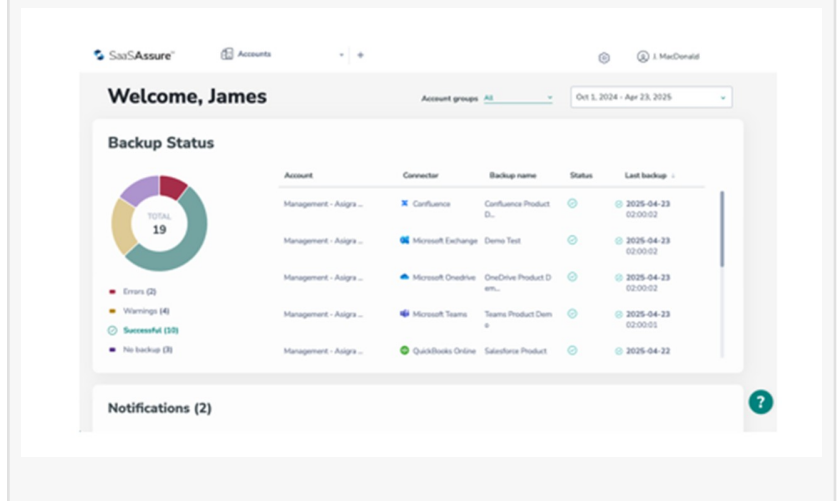 SaaSAssure
Accounts
J. MacDonald
Welcome, James
Account groups All
Oct 1, 2024 - Apr 23, 2025
Backup Status
TOTAL
19
Errors (2)
Warnings (4)
Successful (10)
No backup (3)
Account Connector Backup name Status Last backup
Management - Asigra ... Confluence Confluence Product D... 2025-04-23 02:00:02
Management - Asigra ... Microsoft Exchange Demo Test 2025-04-23 02:00:02
Management - Asigra ... Microsoft Onedrive OneDrive Product Dem... 2025-04-23 02:00:02
Management - Asigra ... Microsoft Teams Teams Product Demo 2025-04-23 02:00:01
Management - Asigra ... QuickBooks Online Salesforce Product 2025-04-22
Notifications (2)
?